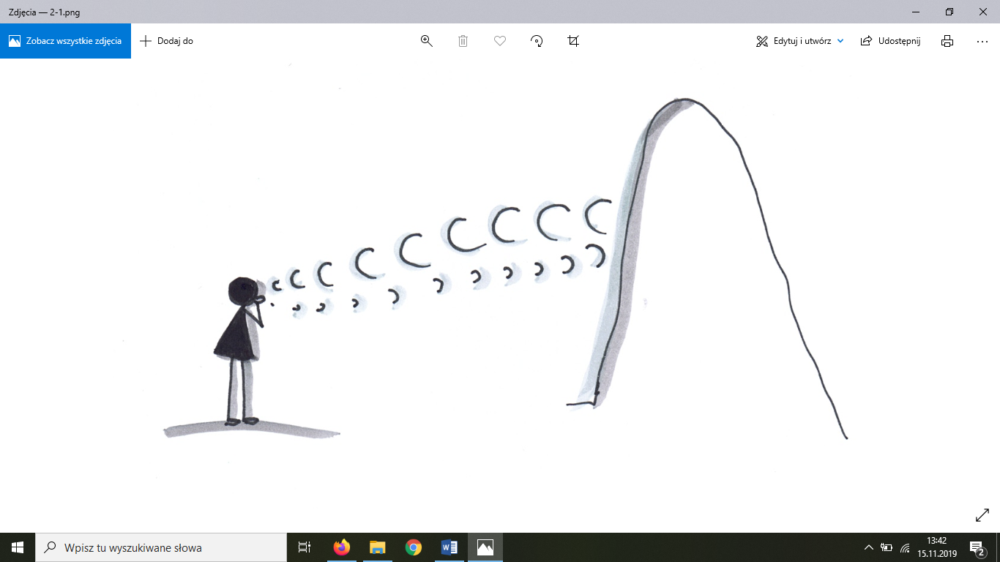 Zdjęcia — 2-1.png
Zobacz wszystkie zdjęcia
Dodaj do
Edytuj i utwórz
Udostępnij
Wpisz tu wyszukiwane słowa
13:42
15.11.2019
2